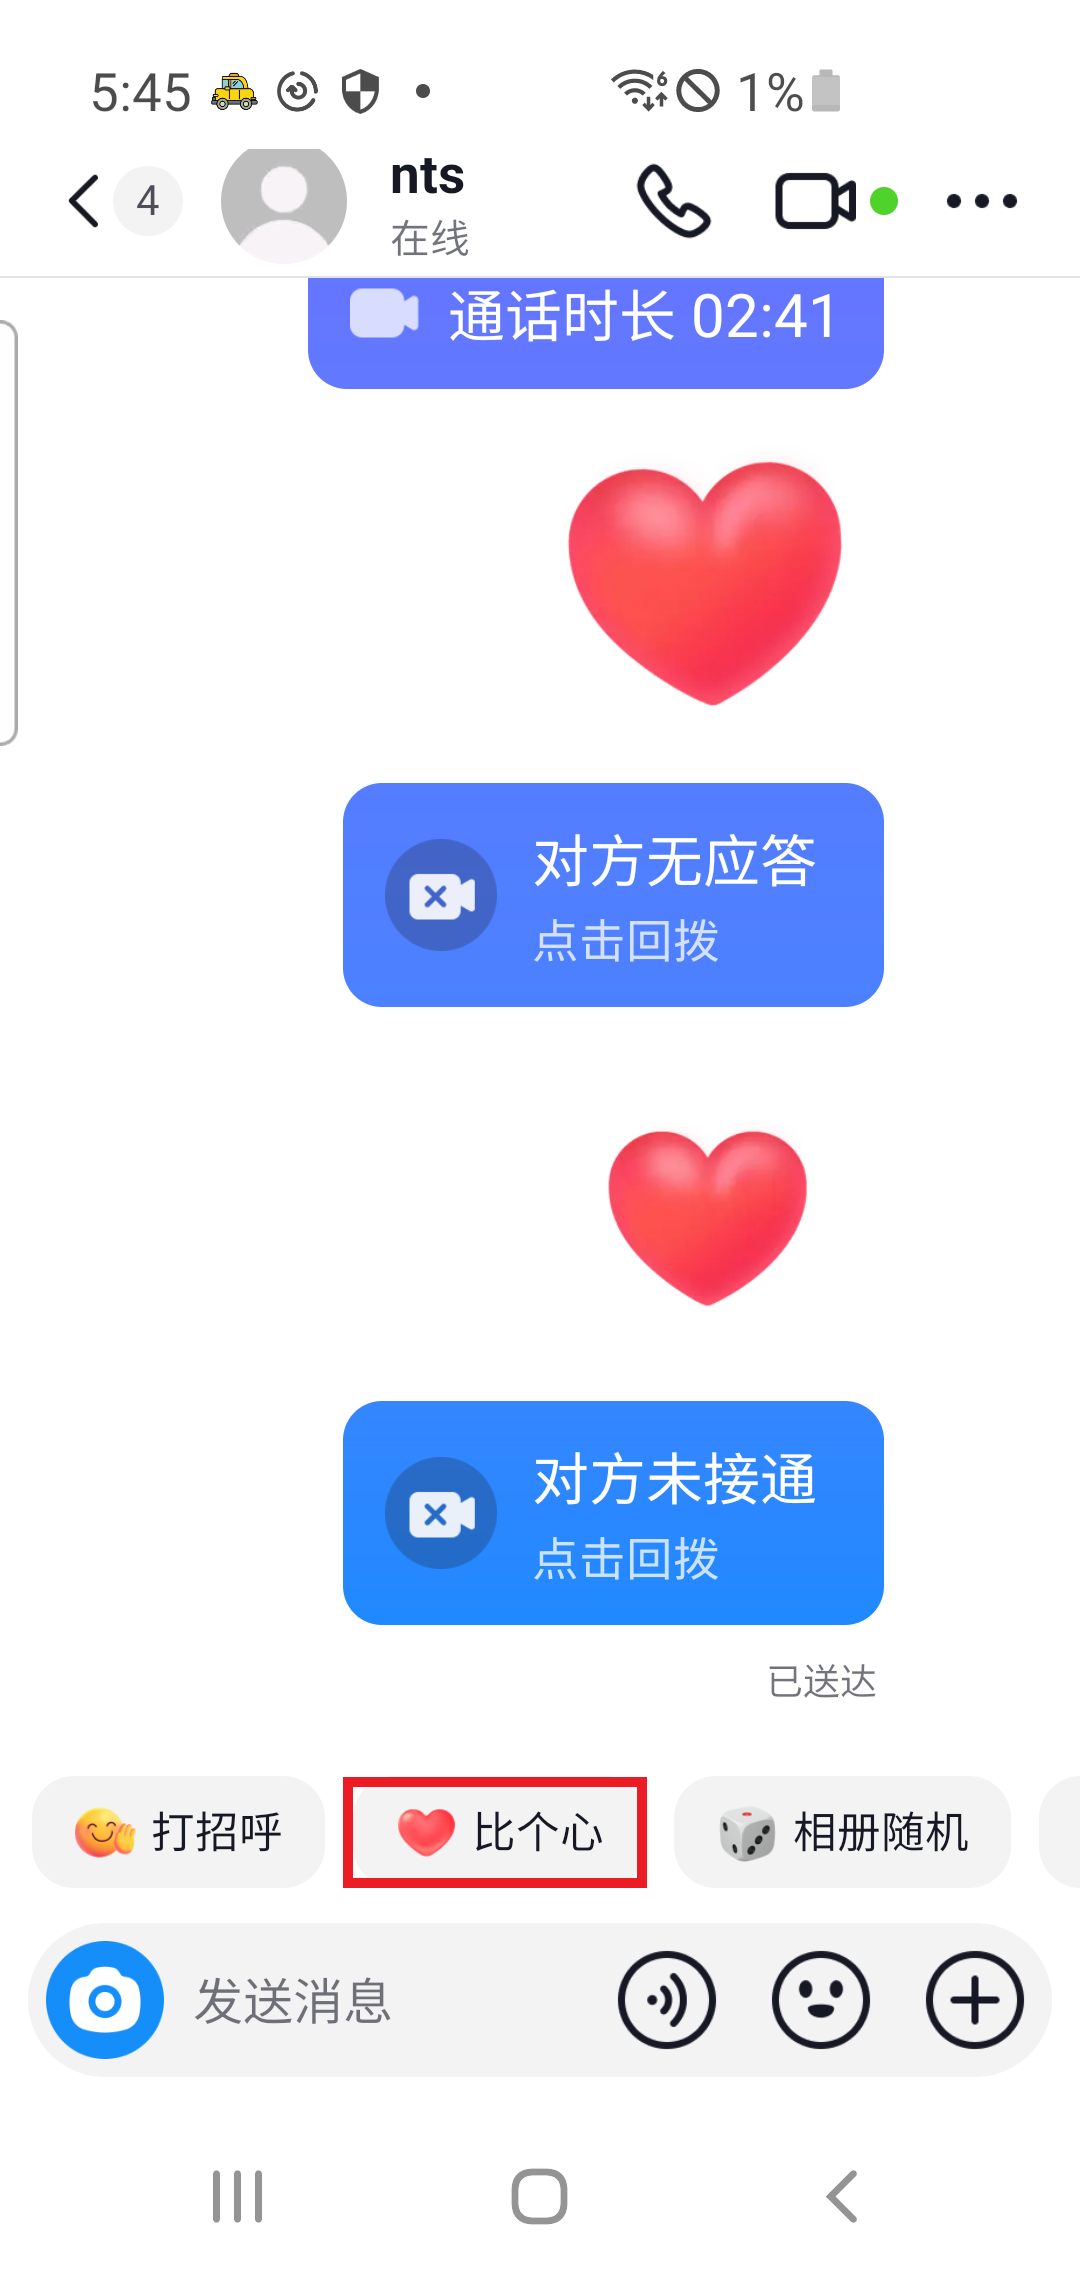 5:45 1%
4
nts
在线
通话时长 02:41
对方无应答
点击回拨
对方未接通
点击回拨
已送达
打招呼 比个心 相册随机
发送消息